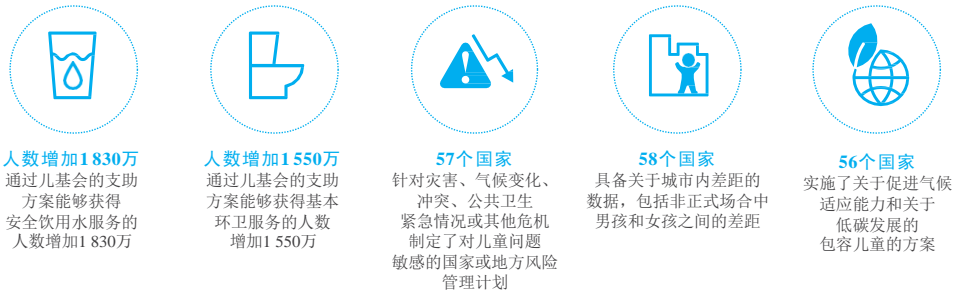 人数增加1 830万
通过儿基会的支助
方案能够获得
安全饮用水服务的
人数增加1 830万
人数增加1 550万
通过儿基会的支助
方案能够获得基本
环卫服务的人数
增加1 550万
57个国家
针对灾害、气候变化、
冲突、公共卫生
紧急情况或其他危机
制定了对儿童问题
敏感的国家或地方风险
管理计划
58个国家
具备关于城市内差距的
数据，包括非正式场合中
男孩和女孩之间的差距
56个国家
实施了关于促进气候
适应能力和关于
低碳发展的
包容儿童的方案